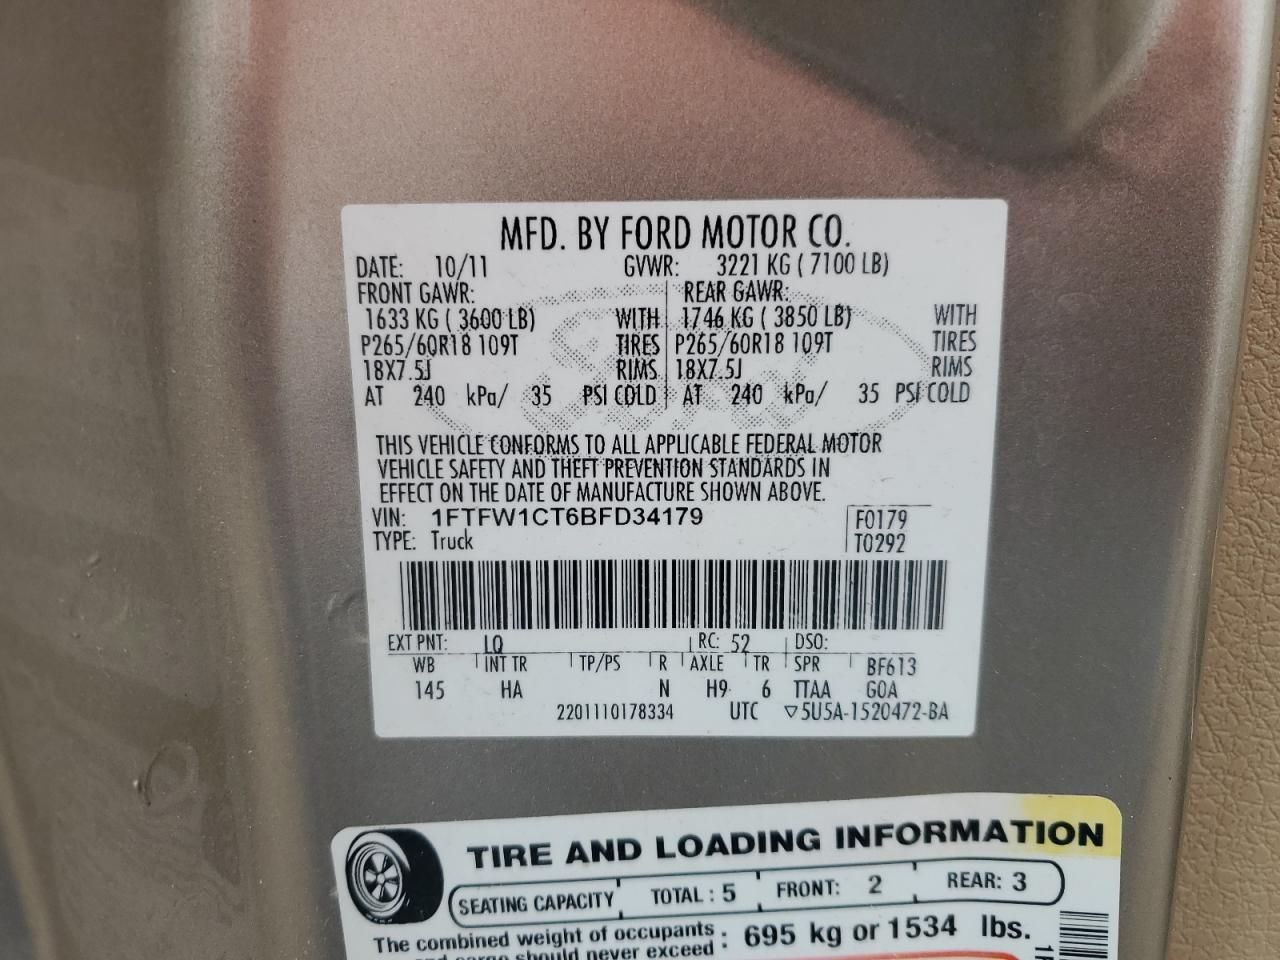 MFD. BY FORD MOTOR CO.
DATE: 10/11 GVWR: 3221 KG ( 7100 LB)
FRONT GAWR: REAR GAWR:
1633 KG ( 3600 LB) WITH 1746 KG ( 3850 LB) WITH
P265/60R18 109T TIRES P265/60R18 109T TIRES
18X7.5J RIMS 18X7.5J RIMS
AT 240 kPa/ 35 PSI COLD AT 240 kPa/ 35 PSI COLD
THIS VEHICLE CONFORMS TO ALL APPLICABLE FEDERAL MOTOR
VEHICLE SAFETY AND THEFT PREVENTION STANDARDS IN
EFFECT ON THE DATE OF MANUFACTURE SHOWN ABOVE.
VIN: 1FTFW1CT6BFD34179 F0179
TYPE: Truck T0292
EXT PNT: LQ RC: 52 DSO:
WB INT TR TP/PS R AXLE TR SPR BF613
145 HA N H9 6 TTAA GOA
2201110178334 UTC ▽5U5A-1520472-BA
TIRE AND LOADING INFORMATION
SEATING CAPACITY TOTAL : 5 FRONT: 2 REAR: 3
The combined weight of occupants : 695 kg or 1534 lbs.
cargo should never exceed